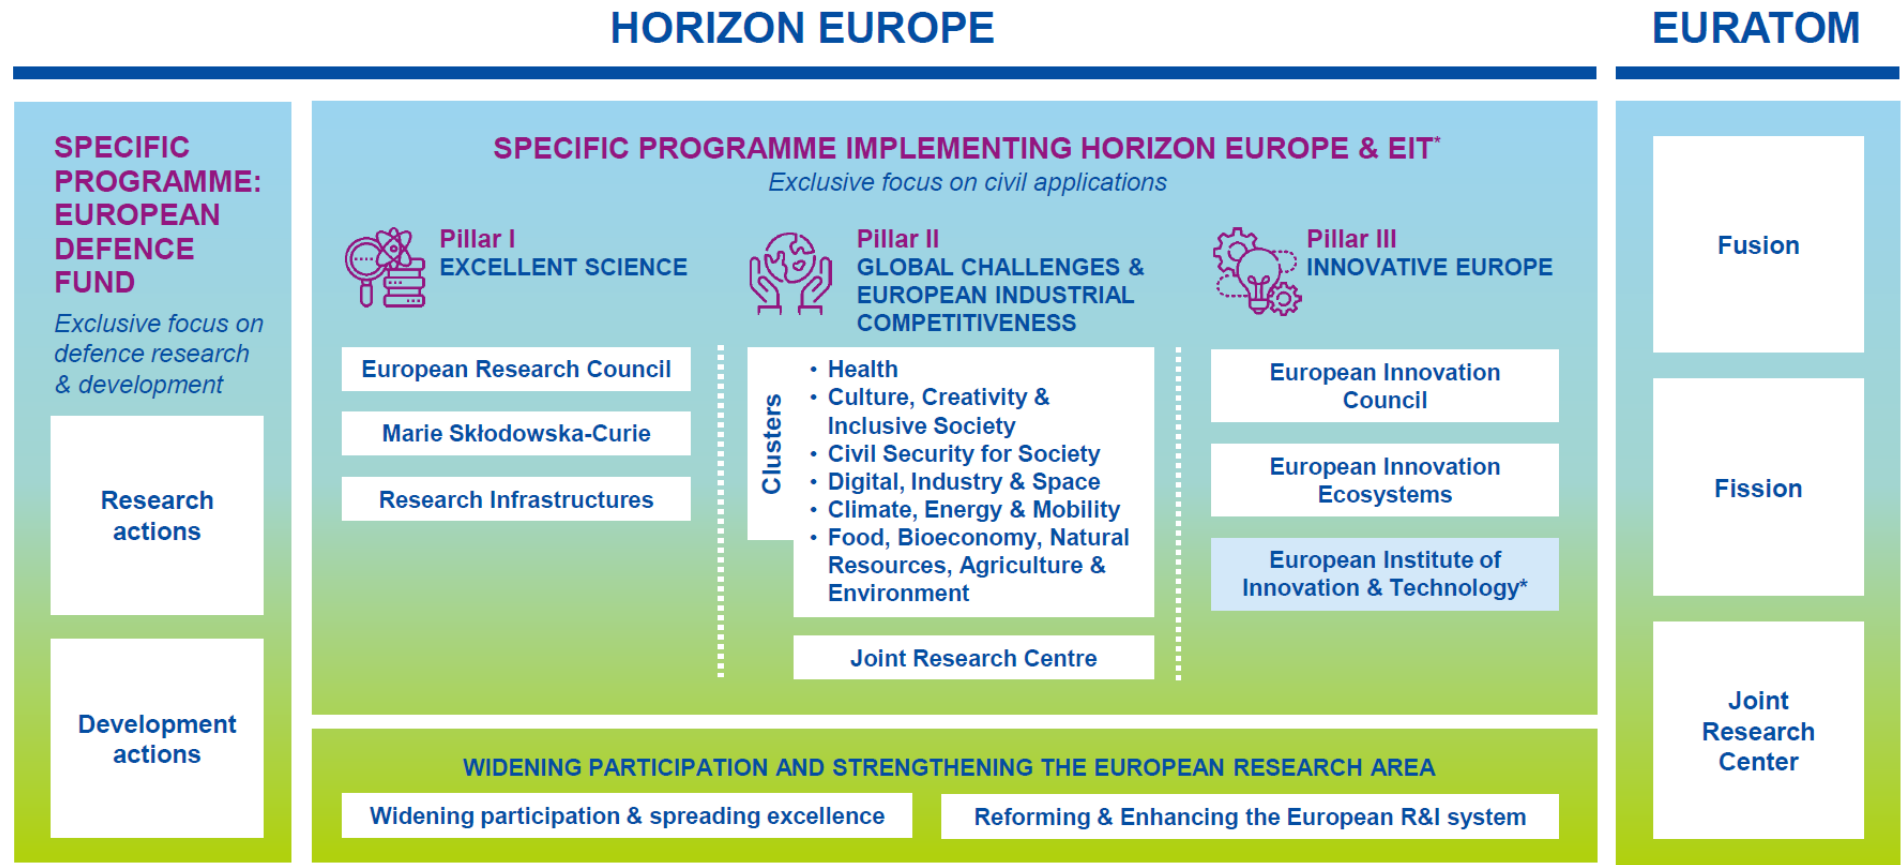 HORIZON EUROPE
EURATOM
SPECIFIC
PROGRAMME:
EUROPEAN
DEFENCE
FUND
Exclusive focus on
defence research
& development
Research
actions
Development
actions
SPECIFIC PROGRAMME IMPLEMENTING HORIZON EUROPE & EIT*
Exclusive focus on civil applications
Pillar I
EXCELLENT SCIENCE
European Research Council
Marie Skłodowska-Curie
Research Infrastructures
Pillar II
GLOBAL CHALLENGES &
EUROPEAN INDUSTRIAL
COMPETITIVENESS
Clusters
• Health
• Culture, Creativity &
Inclusive Society
• Civil Security for Society
• Digital, Industry & Space
• Climate, Energy & Mobility
• Food, Bioeconomy, Natural
Resources, Agriculture &
Environment
Joint Research Centre
Pillar III
INNOVATIVE EUROPE
European Innovation
Council
European Innovation
Ecosystems
European Institute of
Innovation & Technology*
WIDENING PARTICIPATION AND STRENGTHENING THE EUROPEAN RESEARCH AREA
Widening participation & spreading excellence
Reforming & Enhancing the European R&I system
Fusion
Fission
Joint
Research
Center